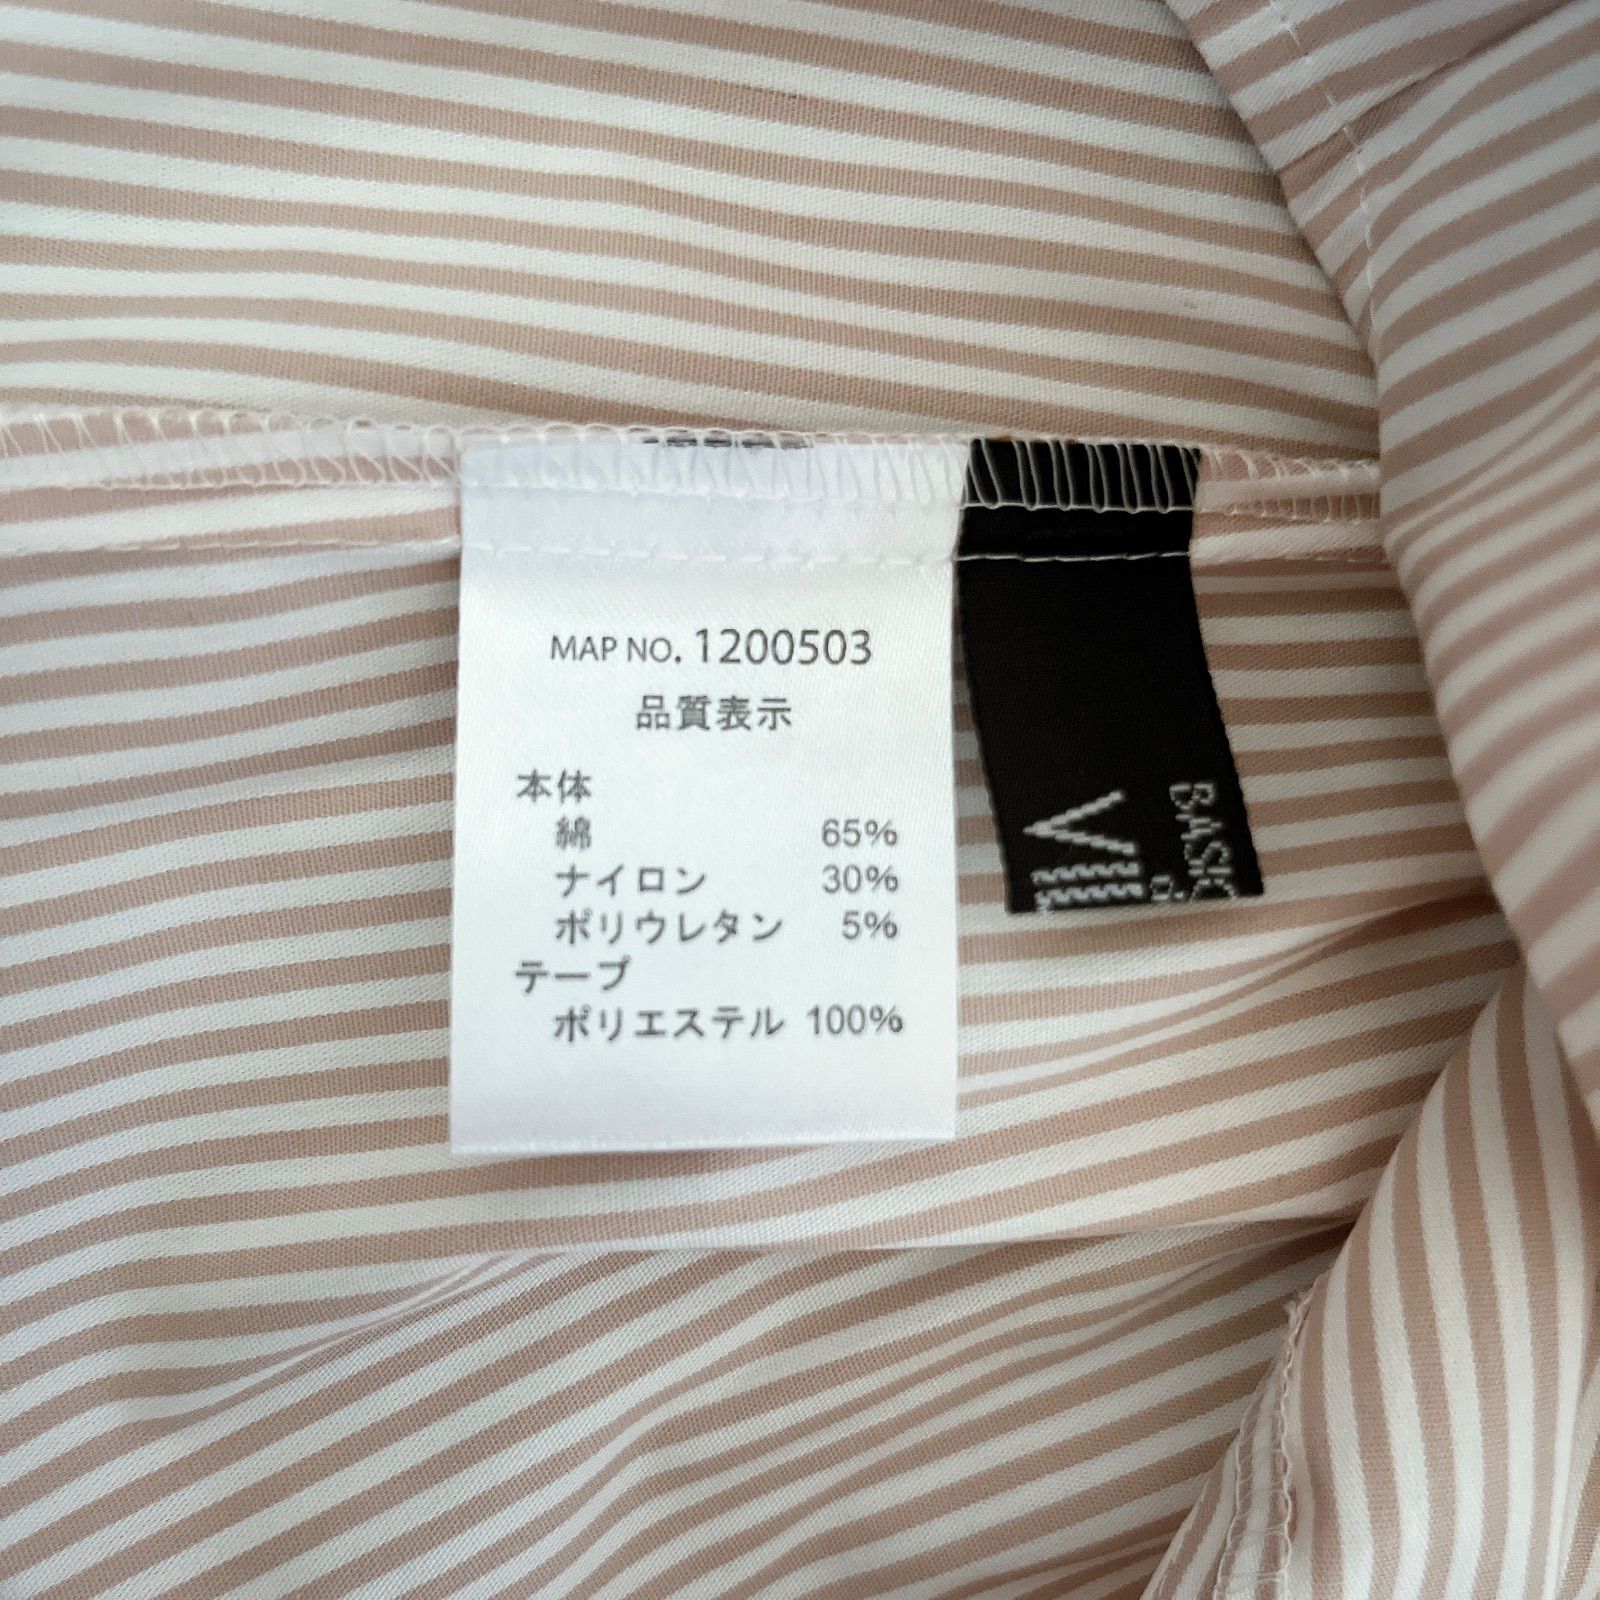 MAP NO. 1200503
品質表示
本体
綿 65%
ナイロン 30%
ポリウレタン 5%
テープ
ポリエステル 100%
BASIC